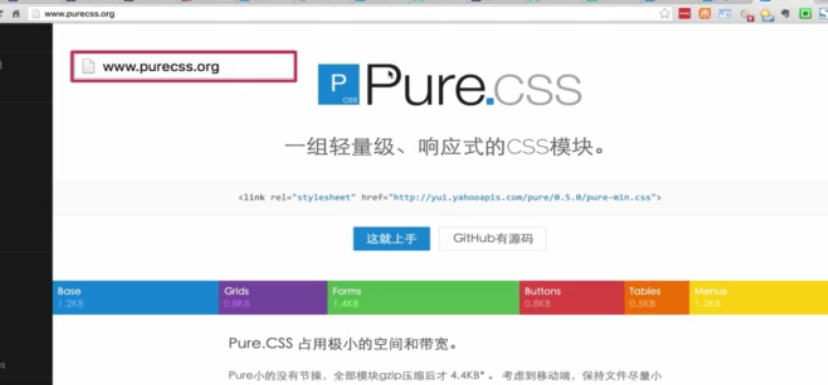 www.purecss.org
www.purecss.org
P
CSS
Pure.css
一组轻量级、响应式的CSS模块。
<link rel="stylesheet" href="http://yui.yahooapis.com/pure/0.5.0/pure-min.css">
这就上手
GitHub有源码
Base
1.2KB
Grids
0.8KB
Forms
1.4KB
Buttons
0.8KB
Tables
0.5KB
Menus
1.2KB
Pure.CSS 占用极小的空间和带宽。
Pure小的没有节操，全部模块gzip压缩后才 4.4KB* 。 考虑到移动端，保持文件尽量小